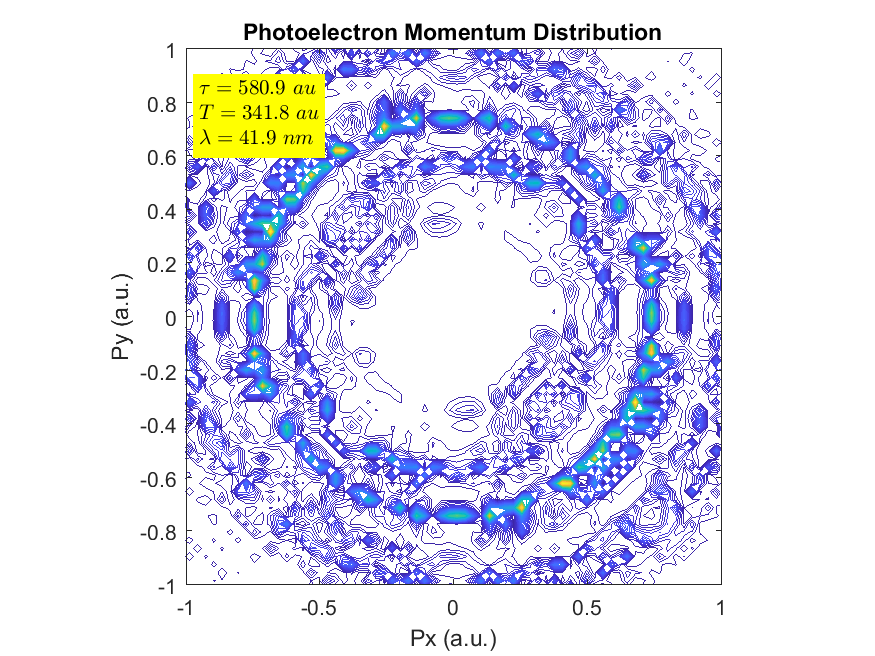 Photoelectron Momentum Distribution
1
0.8
0.6
0.4
0.2
0
-0.2
-0.4
-0.6
-0.8
-1
τ = 580.9 au
T = 341.8 au
λ = 41.9 nm
Py (a.u.)
-1
-0.5
0
0.5
1
Px (a.u.)